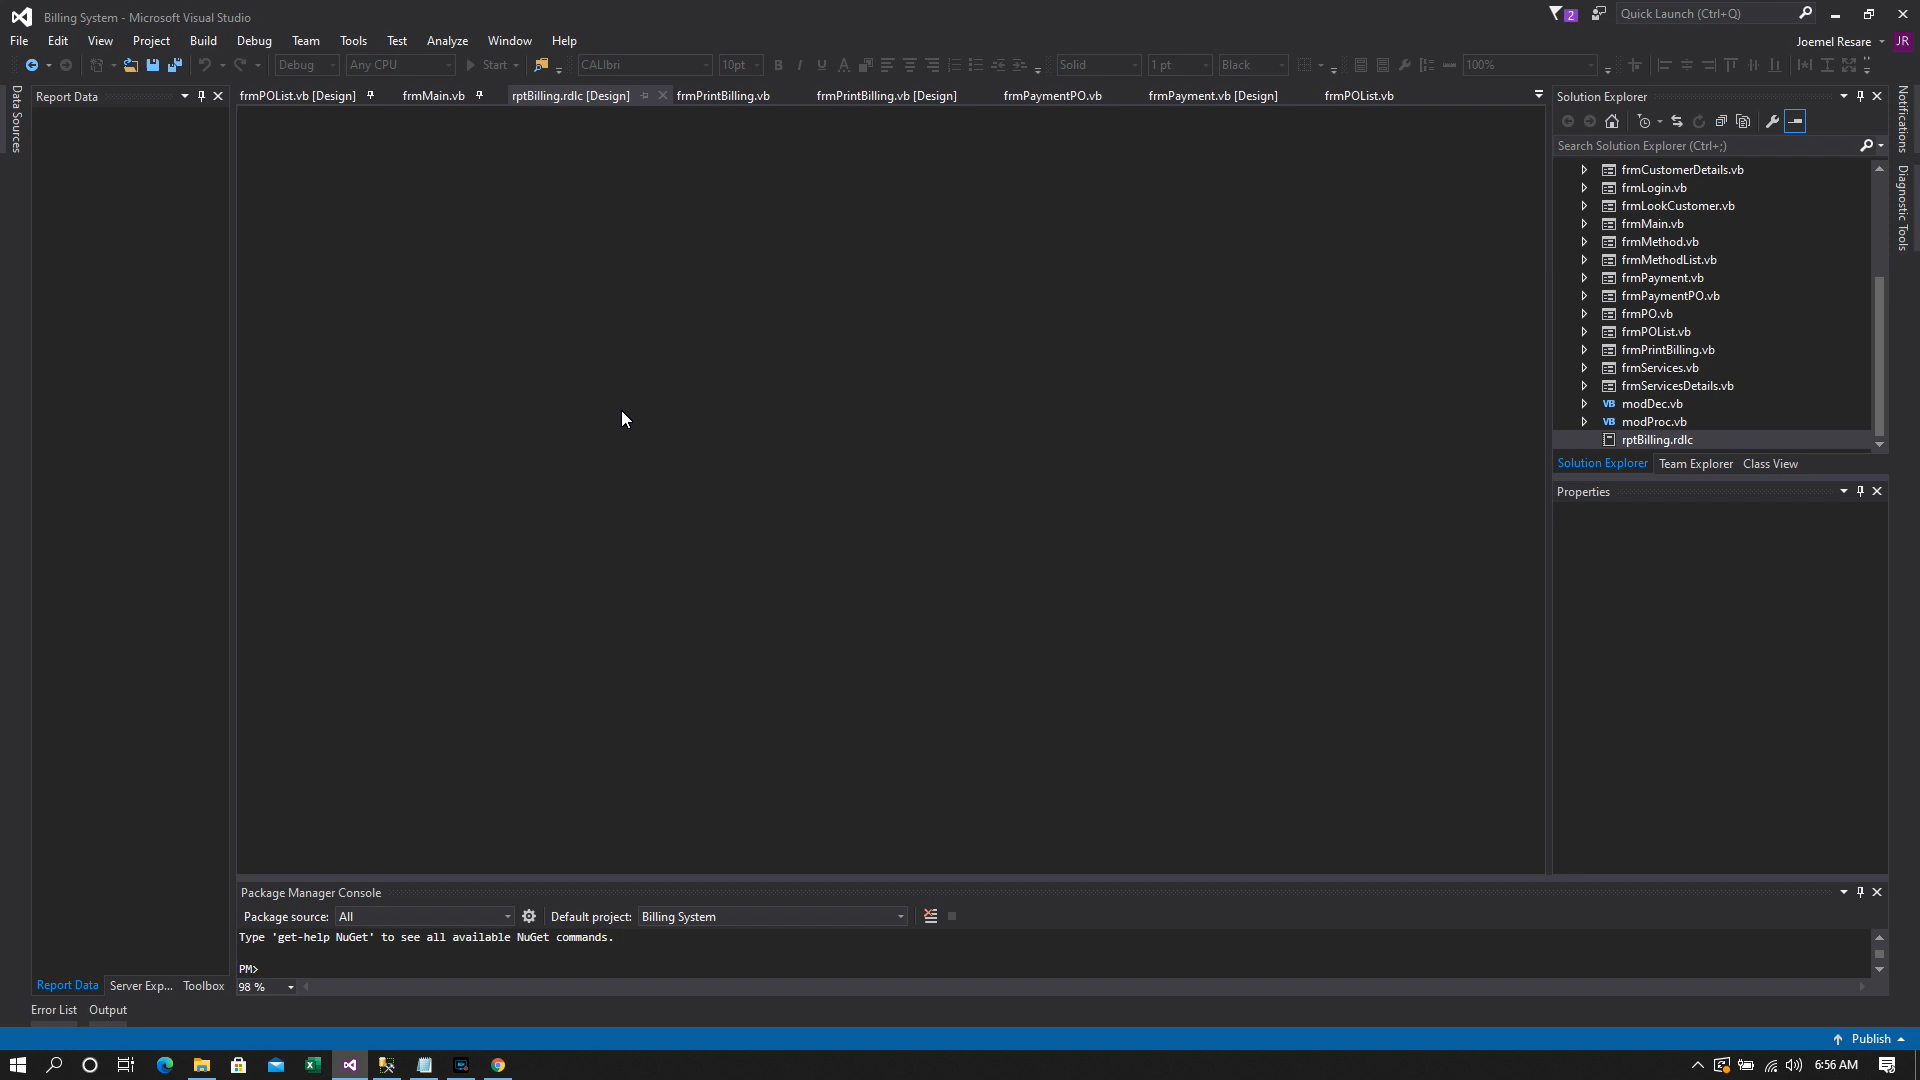 Billing System - Microsoft Visual Studio
2
Quick Launch (Ctrl+Q)
File Edit View Project Build Debug Team Tools Test Analyze Window Help
Joemel Resare JR
Debug Any CPU Start CALIbri 10pt B I U A Solid 1 pt Black 100%
Data Sources
Report Data
frmPOList.vb [Design] frmMain.vb rptBilling.rdlc [Design] frmPrintBilling.vb frmPrintBilling.vb [Design] frmPaymentPO.vb frmPayment.vb [Design] frmPOList.vb
Solution Explorer
Notifications
Diagnostic Tools
Search Solution Explorer (Ctrl+;)
frmCustomerDetails.vb
frmLogin.vb
frmLookCustomer.vb
frmMain.vb
frmMethod.vb
frmMethodList.vb
frmPayment.vb
frmPaymentPO.vb
frmPO.vb
frmPOList.vb
frmPrintBilling.vb
frmServices.vb
frmServicesDetails.vb
VB modDec.vb
VB modProc.vb
rptBilling.rdlc
Solution Explorer Team Explorer Class View
Properties
Package Manager Console
Package source: All Default project: Billing System
Type 'get-help NuGet' to see all available NuGet commands.
PM>
98 %
Report Data Server Exp... Toolbox
Error List Output
Publish
6:56 AM